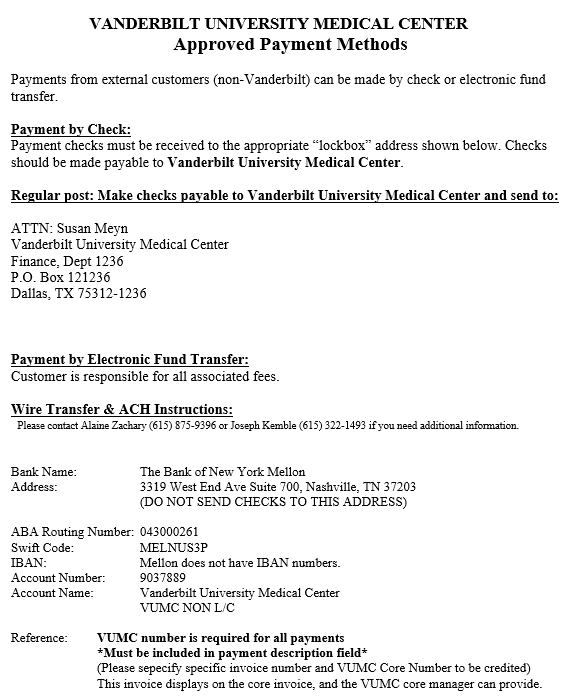 VANDERBILT UNIVERSITY MEDICAL CENTER
Approved Payment Methods
Payments from external customers (non-Vanderbilt) can be made by check or electronic fund
transfer.
Payment by Check:
Payment checks must be received to the appropriate “lockbox” address shown below. Checks
should be made payable to Vanderbilt University Medical Center.
Regular post: Make checks payable to Vanderbilt University Medical Center and send to:
ATTN: Susan Meyn
Vanderbilt University Medical Center
Finance, Dept 1236
P.O. Box 121236
Dallas, TX 75312-1236
Payment by Electronic Fund Transfer:
Customer is responsible for all associated fees.
Wire Transfer & ACH Instructions:
Please contact Alaine Zachary (615) 875-9396 or Joseph Kemble (615) 322-1493 if you need additional information.
Bank Name: The Bank of New York Mellon
Address: 3319 West End Ave Suite 700, Nashville, TN 37203
(DO NOT SEND CHECKS TO THIS ADDRESS)
ABA Routing Number: 043000261
Swift Code: MELNUS3P
IBAN: Mellon does not have IBAN numbers.
Account Number: 9037889
Account Name: Vanderbilt University Medical Center
VUMC NON L/C
Reference: VUMC number is required for all payments
*Must be included in payment description field*
(Please sepecify specific invoice number and VUMC Core Number to be credited)
This invoice displays on the core invoice, and the VUMC core manager can provide.